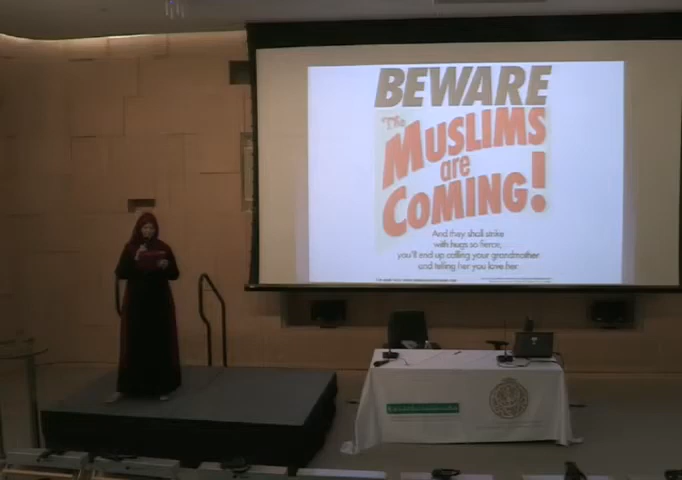 BEWARE
The
MUSLIMS
are
COMING!
And they shall strike
with hugs so fierce,
you'll end up calling your grandmother
and telling her you love her